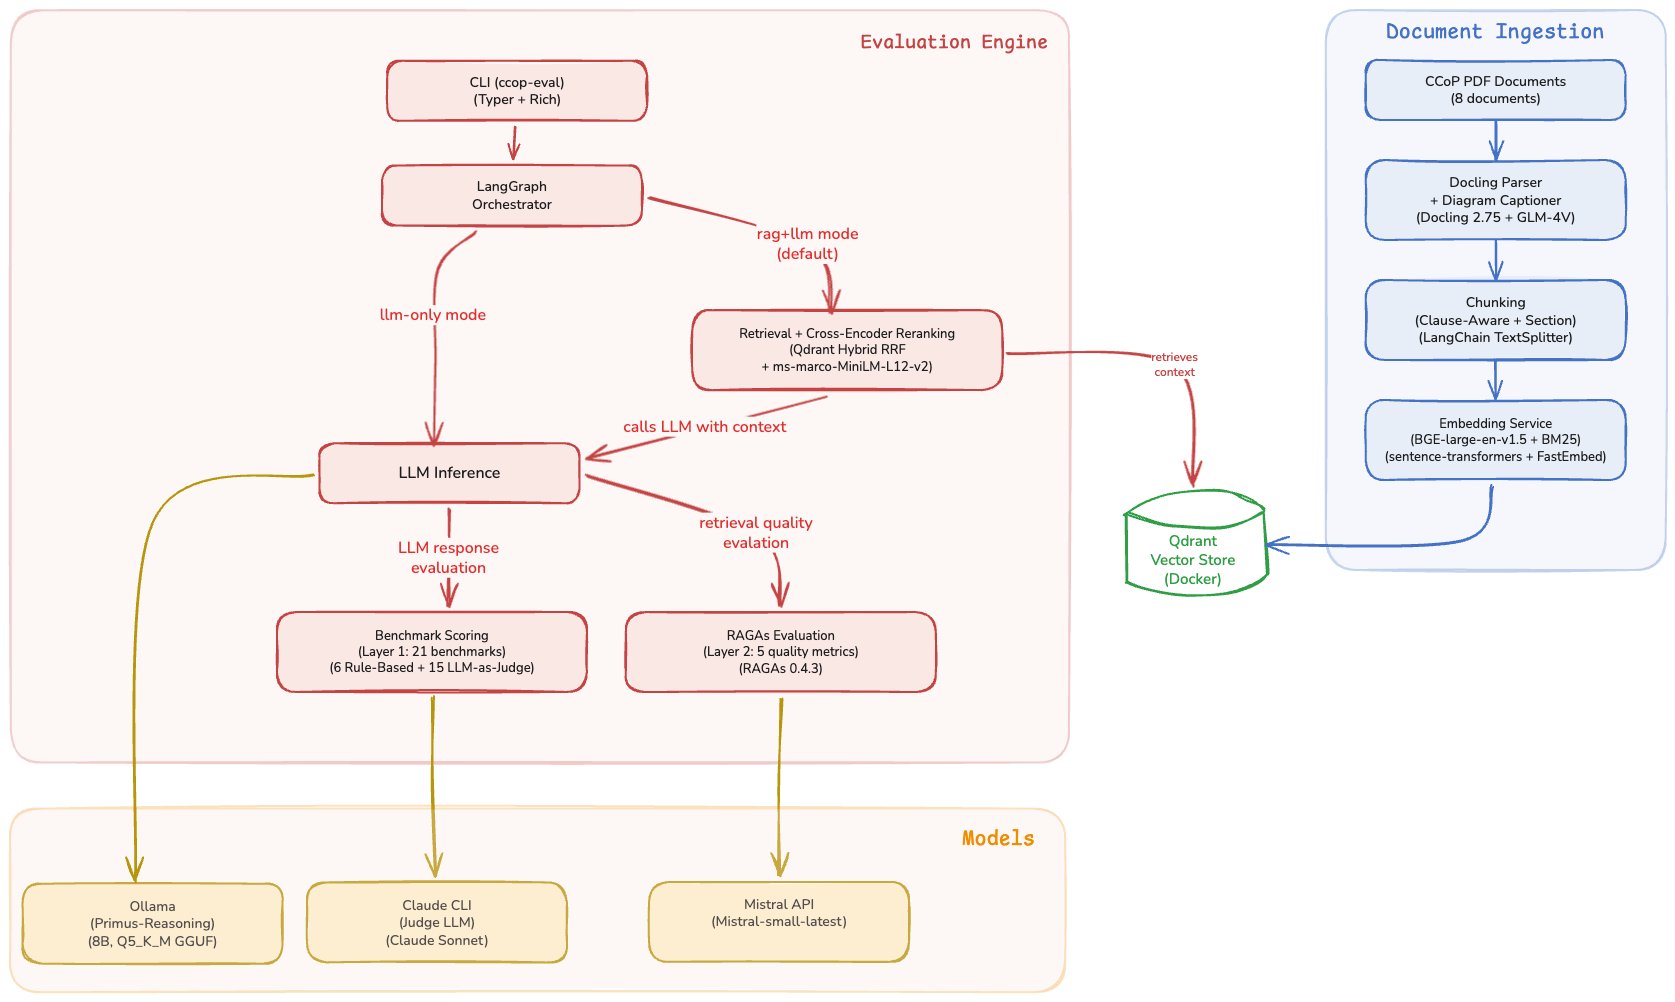 Evaluation Engine
CLI (ccop-eval)
(Typer + Rich)
LangGraph
Orchestrator
rag+llm mode
(default)
llm-only mode
Retrieval + Cross-Encoder Reranking
(Qdrant Hybrid RRF
+ ms-marco-MiniLM-L12-v2)
retrieves
context
calls LLM with context
LLM Inference
LLM response
evaluation
retrieval quality
evalation
Benchmark Scoring
(Layer 1: 21 benchmarks)
(6 Rule-Based + 15 LLM-as-Judge)
RAGAs Evaluation
(Layer 2: 5 quality metrics)
(RAGAs 0.4.3)
Document Ingestion
CCoP PDF Documents
(8 documents)
Docling Parser
+ Diagram Captioner
(Docling 2.75 + GLM-4V)
Chunking
(Clause-Aware + Section)
(LangChain TextSplitter)
Embedding Service
(BGE-large-en-v1.5 + BM25)
(sentence-transformers + FastEmbed)
Qdrant
Vector Store
(Docker)
Models
Ollama
(Primus-Reasoning)
(8B, Q5_K_M GGUF)
Claude CLI
(Judge LLM)
(Claude Sonnet)
Mistral API
(Mistral-small-latest)